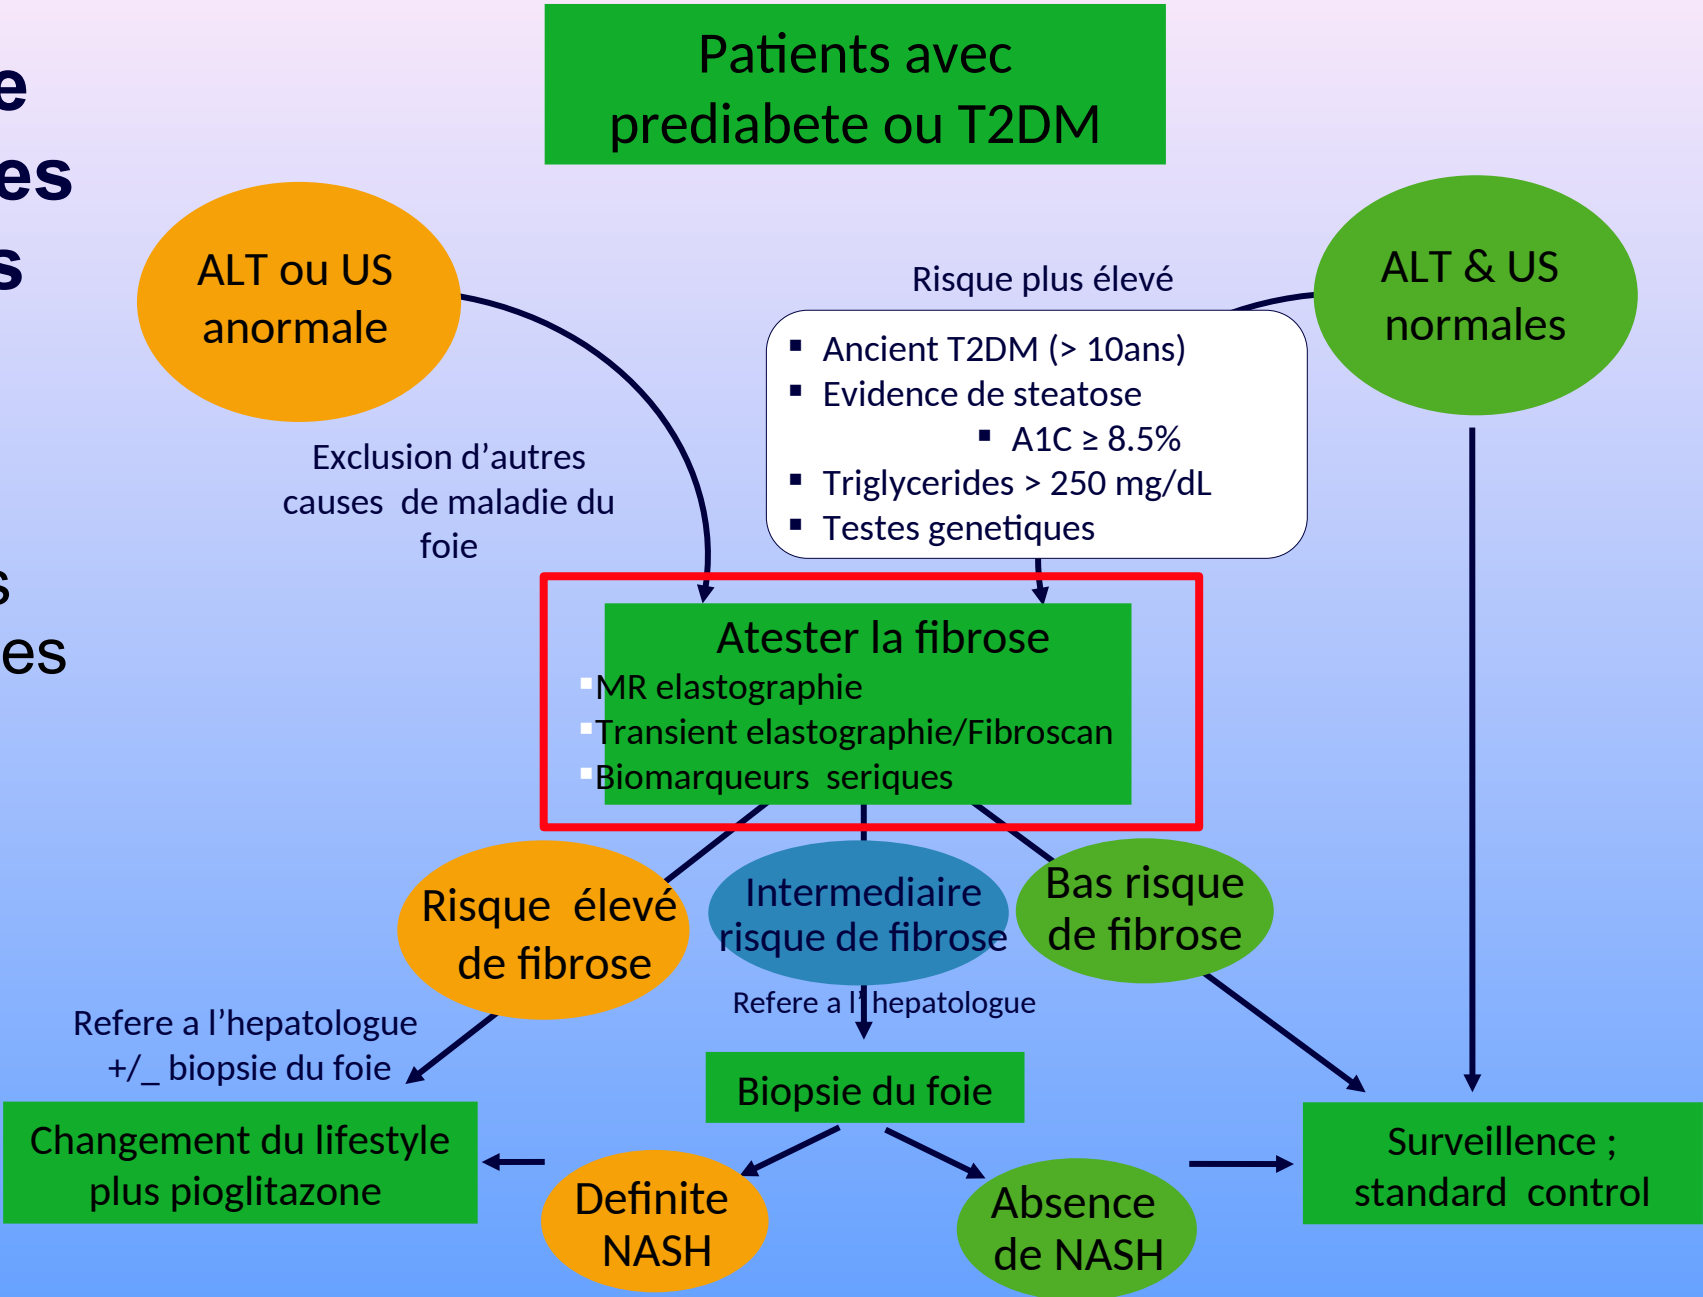 e
es
s
s
es
Patients avec
prediabete ou T2DM
ALT ou US
anormale
Risque plus élevé
ALT & US
normales
▪ Ancient T2DM (> 10ans)
▪ Evidence de steatose
▪ A1C ≥ 8.5%
▪ Triglycerides > 250 mg/dL
▪ Testes genetiques
Exclusion d’autres
causes de maladie du
foie
Atester la fibrose
▪MR elastographie
▪Transient elastographie/Fibroscan
▪Biomarqueurs seriques
Risque élevé
de fibrose
Intermediaire
risque de fibrose
Bas risque
de fibrose
Refere a l’hepatologue
+/_ biopsie du foie
Refere a l’ hepatologue
Biopsie du foie
Changement du lifestyle
plus pioglitazone
Definite
NASH
Absence
de NASH
Surveillence ;
standard control